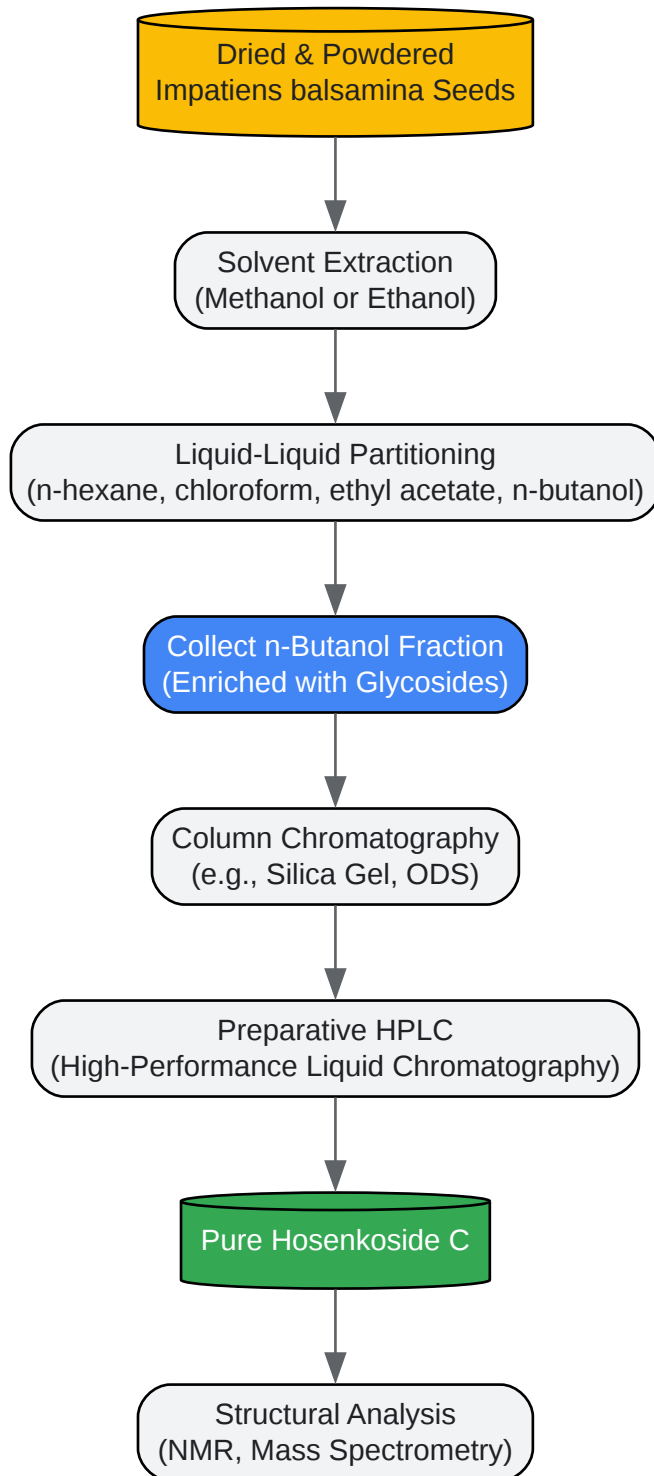 Dried & Powdered
Impatiens balsamina Seeds
Solvent Extraction
(Methanol or Ethanol)
Liquid-Liquid Partitioning
(n-hexane, chloroform, ethyl acetate, n-butanol)
Collect n-Butanol Fraction
(Enriched with Glycosides)
Column Chromatography
(e.g., Silica Gel, ODS)
Preparative HPLC
(High-Performance Liquid Chromatography)
Pure Hosenkoside C
Structural Analysis
(NMR, Mass Spectrometry)